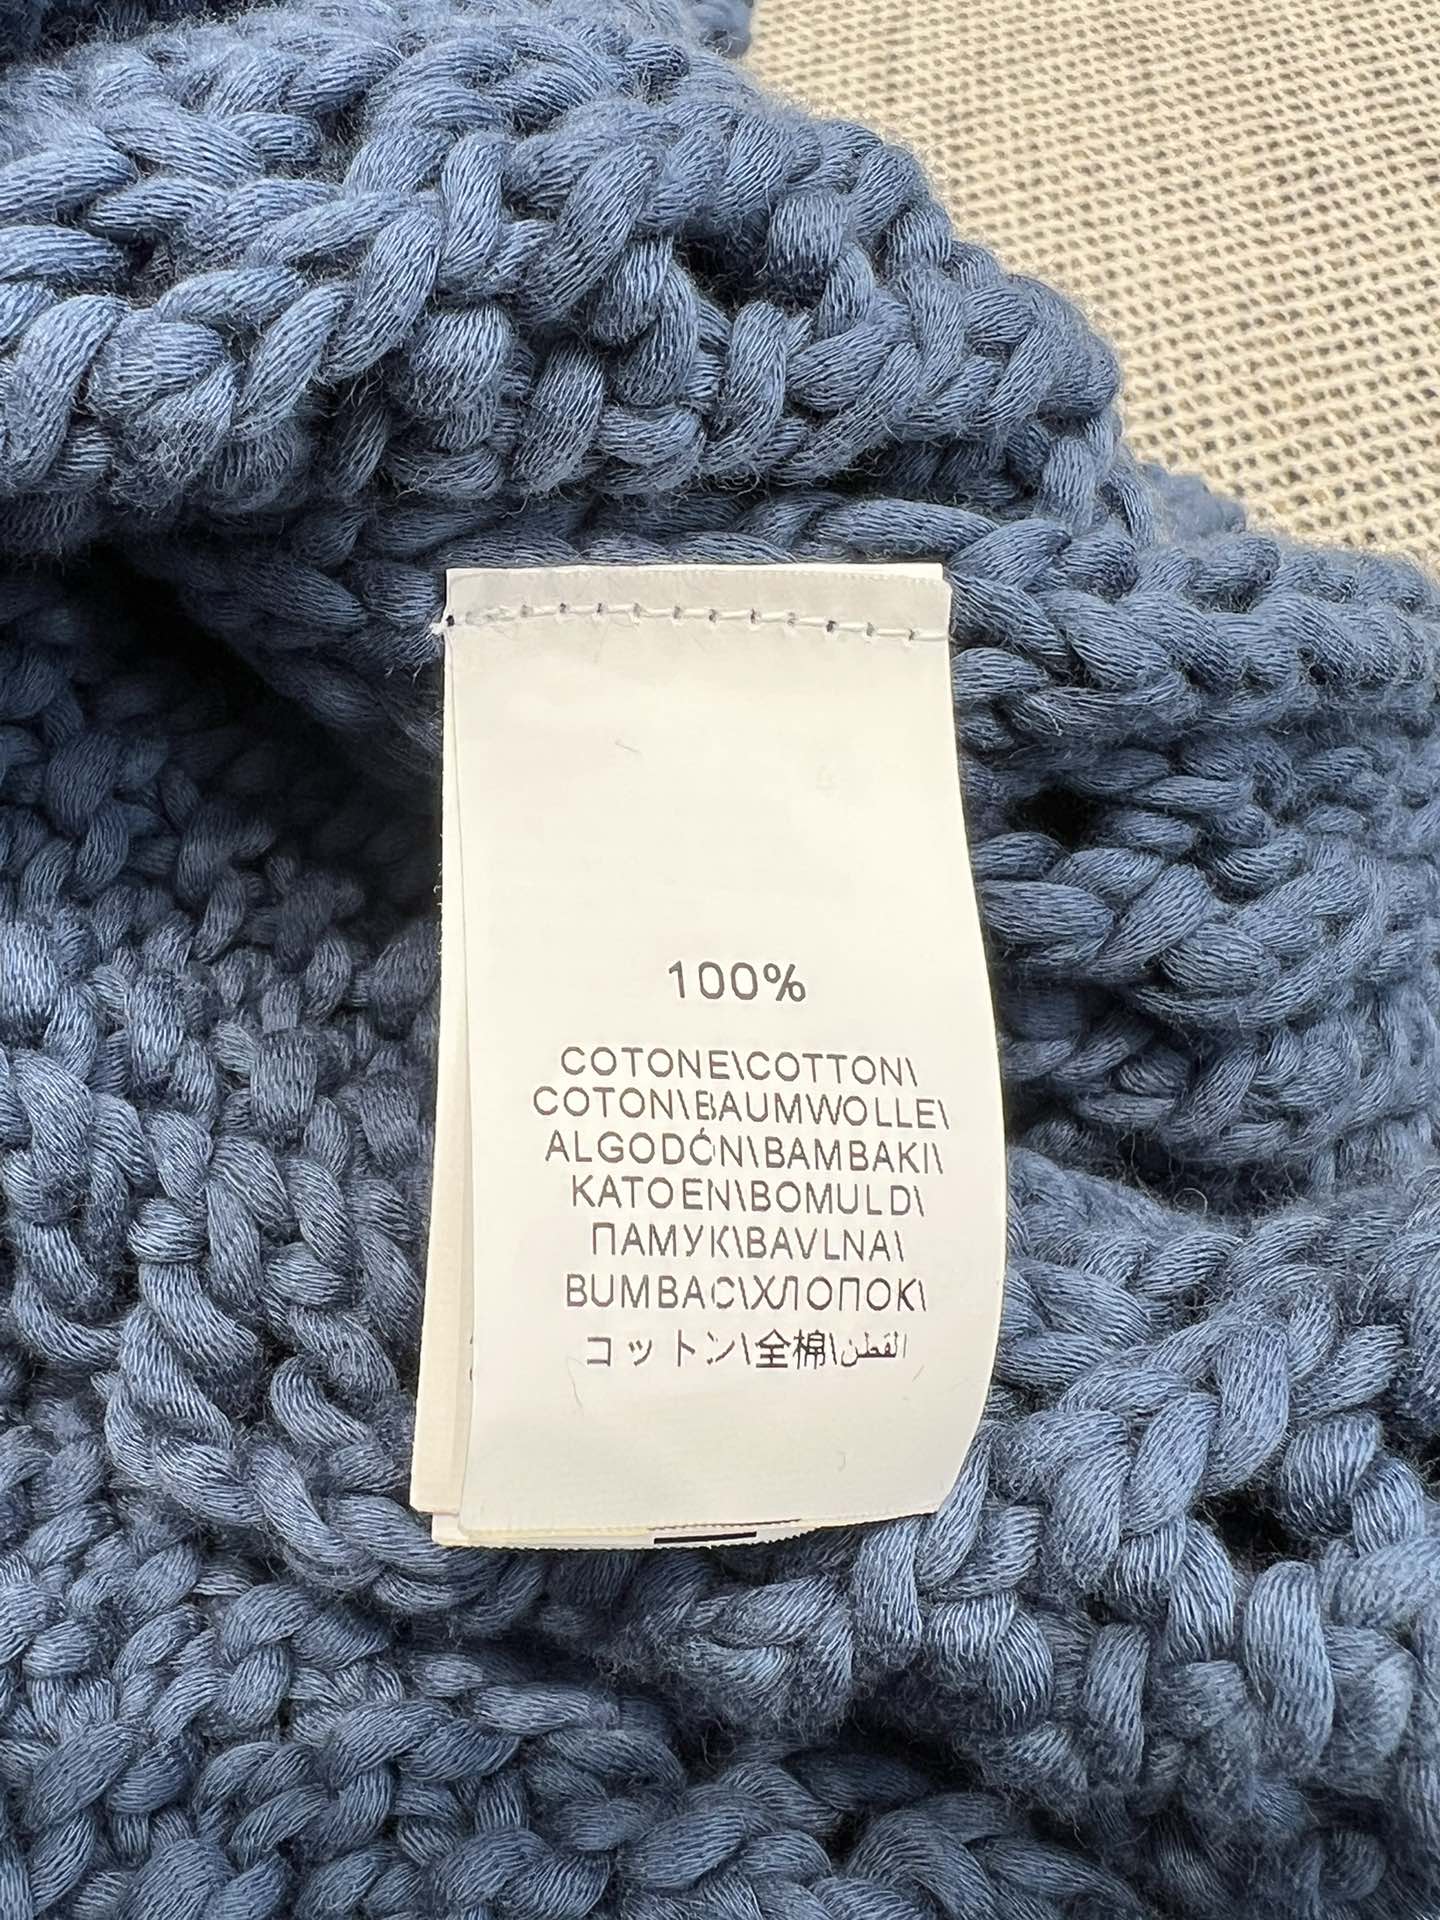 100%
COTONE\COTTON\
COTON\BAUMWOLLE\
ALGODÓN\BAMBAKI\
KATOEN\BOMULD\
ПАМУК\BAVLNA\
BUMBAC\ХЛОПОК\
コットン\全棉\القطن